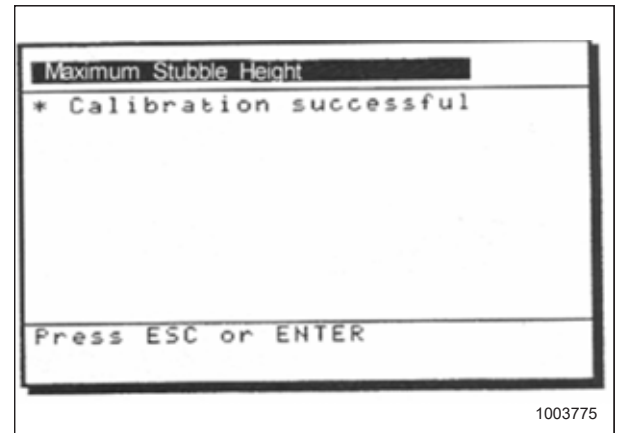 Maximum Stubble Height
* Calibration successful
Press ESC or ENTER
1003775